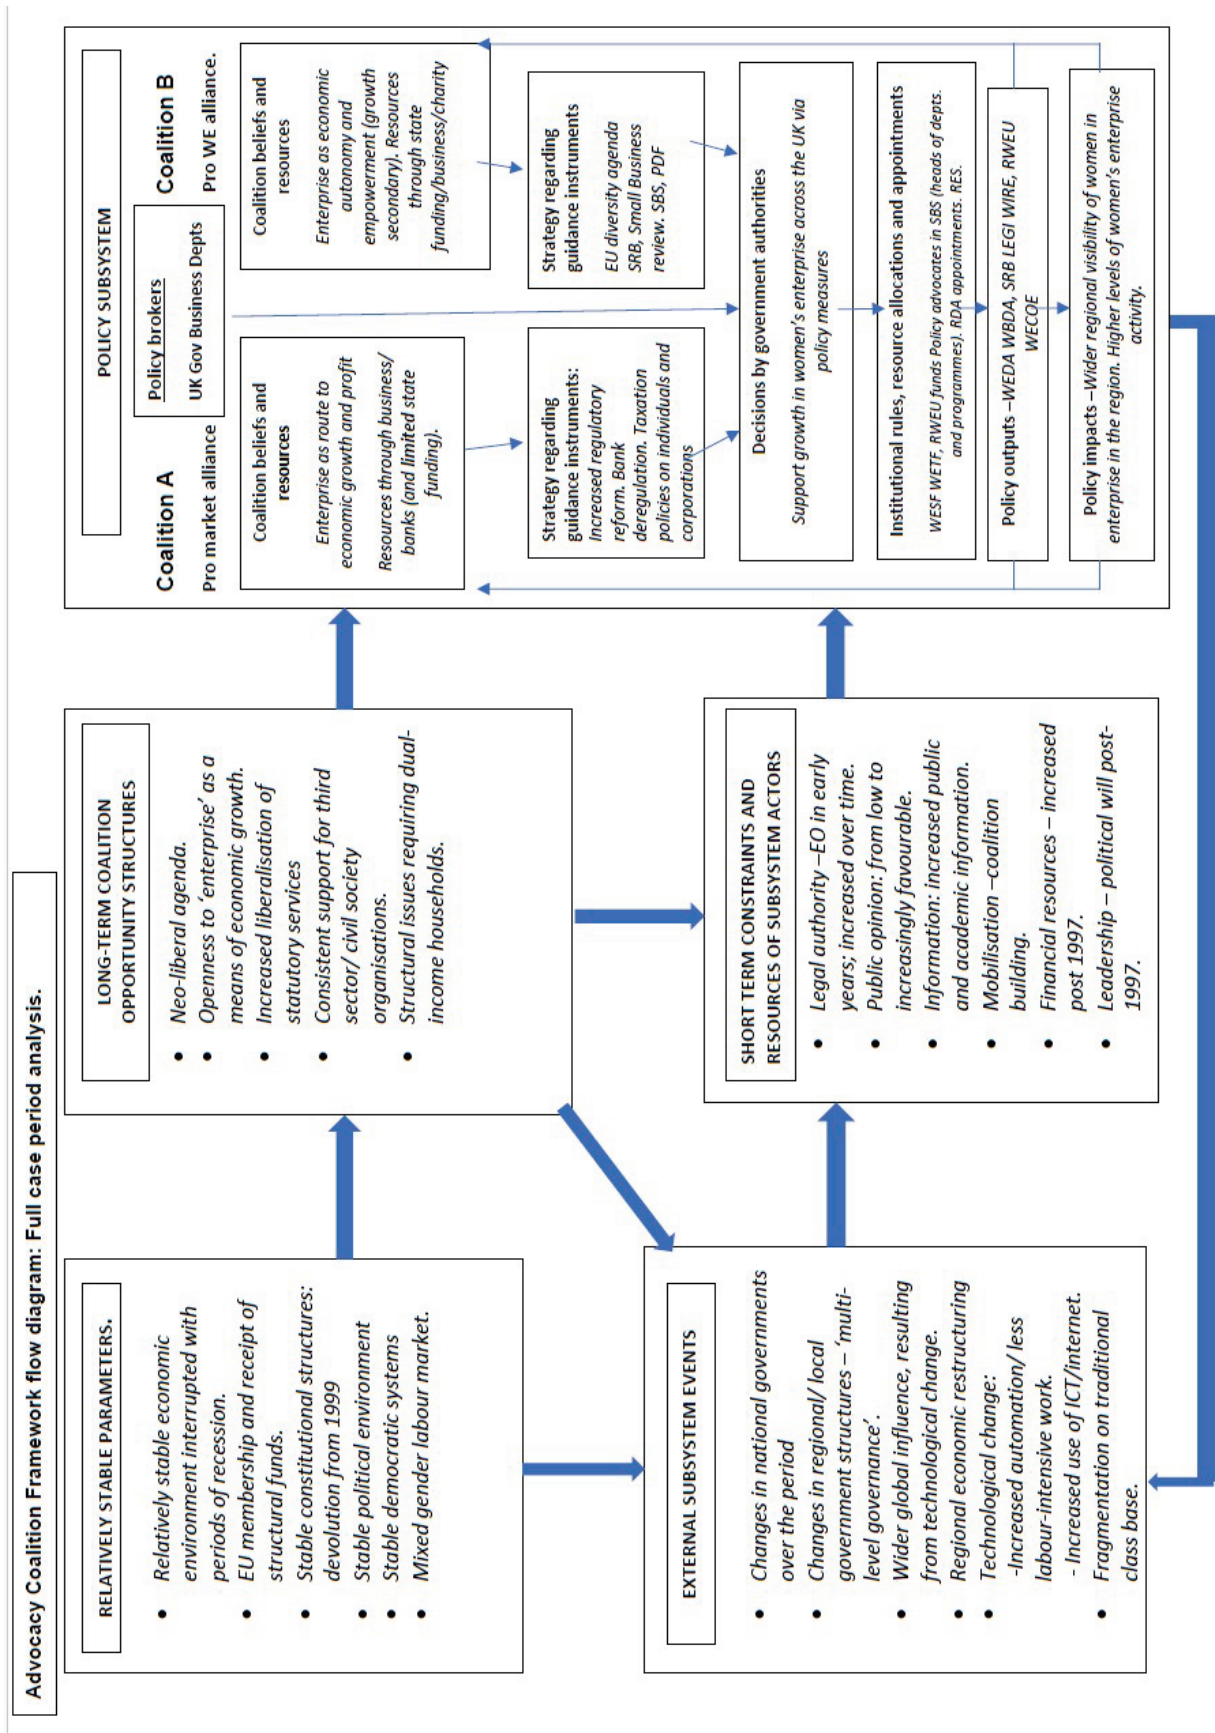 Advocacy Coalition Framework flow diagram: Full case period analysis.
RELATIVELY STABLE PARAMETERS.
• Relatively stable economic
environment interrupted with
periods of recession.
• EU membership and receipt of
structural funds.
• Stable constitutional structures:
devolution from 1999
• Stable political environment
• Stable democratic systems
• Mixed gender labour market.
EXTERNAL SUBSYSTEM EVENTS
• Changes in national governments
over the period
• Changes in regional/ local
government structures – ‘multi-
level governance’.
• Wider global influence, resulting
from technological change.
• Regional economic restructuring
• Technological change:
-Increased automation/ less
labour-intensive work.
- Increased use of ICT/internet.
• Fragmentation on traditional
class base.
LONG-TERM COALITION
OPPORTUNITY STRUCTURES
• Neo-liberal agenda.
• Openness to ‘enterprise’ as a
means of economic growth.
• Increased liberalisation of
statutory services
• Consistent support for third
sector/ civil society
organisations.
• Structural issues requiring dual-
income households.
SHORT TERM CONSTRAINTS AND
RESOURCES OF SUBSYSTEM ACTORS
• Legal authority –EO in early
years; increased over time.
• Public opinion: from low to
increasingly favourable.
• Information: increased public
and academic information.
• Mobilisation –coalition
building.
• Financial resources – increased
post 1997.
• Leadership – political will post-
1997.
POLICY SUBSYSTEM
Coalition A
Pro market alliance
Policy brokers
UK Gov Business Depts
Coalition B
Pro WE alliance.
Coalition beliefs and
resources
Enterprise as route to
economic growth and profit
Resources through business/
banks (and limited state
funding).
Coalition beliefs and
resources
Enterprise as economic
autonomy and
empowerment (growth
secondary). Resources
through state
funding/business/charity
Strategy regarding
guidance instruments:
Increased regulatory
reform. Bank
deregulation. Taxation
policies on individuals and
corporations
Strategy regarding
guidance instruments
EU diversity agenda
SRB, Small Business
review. SBS, PDF
Decisions by government authorities
Support growth in women’s enterprise across the UK via
policy measures
Institutional rules, resource allocations and appointments
WESF WETF, RWEU funds Policy advocates in SBS (heads of depts.
and programmes). RDA appointments. RES.
Policy outputs –WEDA WBDA, SRB LEGI WIRE, RWEU
WECOE
Policy impacts –Wider regional visibility of women in
enterprise in the region. Higher levels of women’s enterprise
activity.